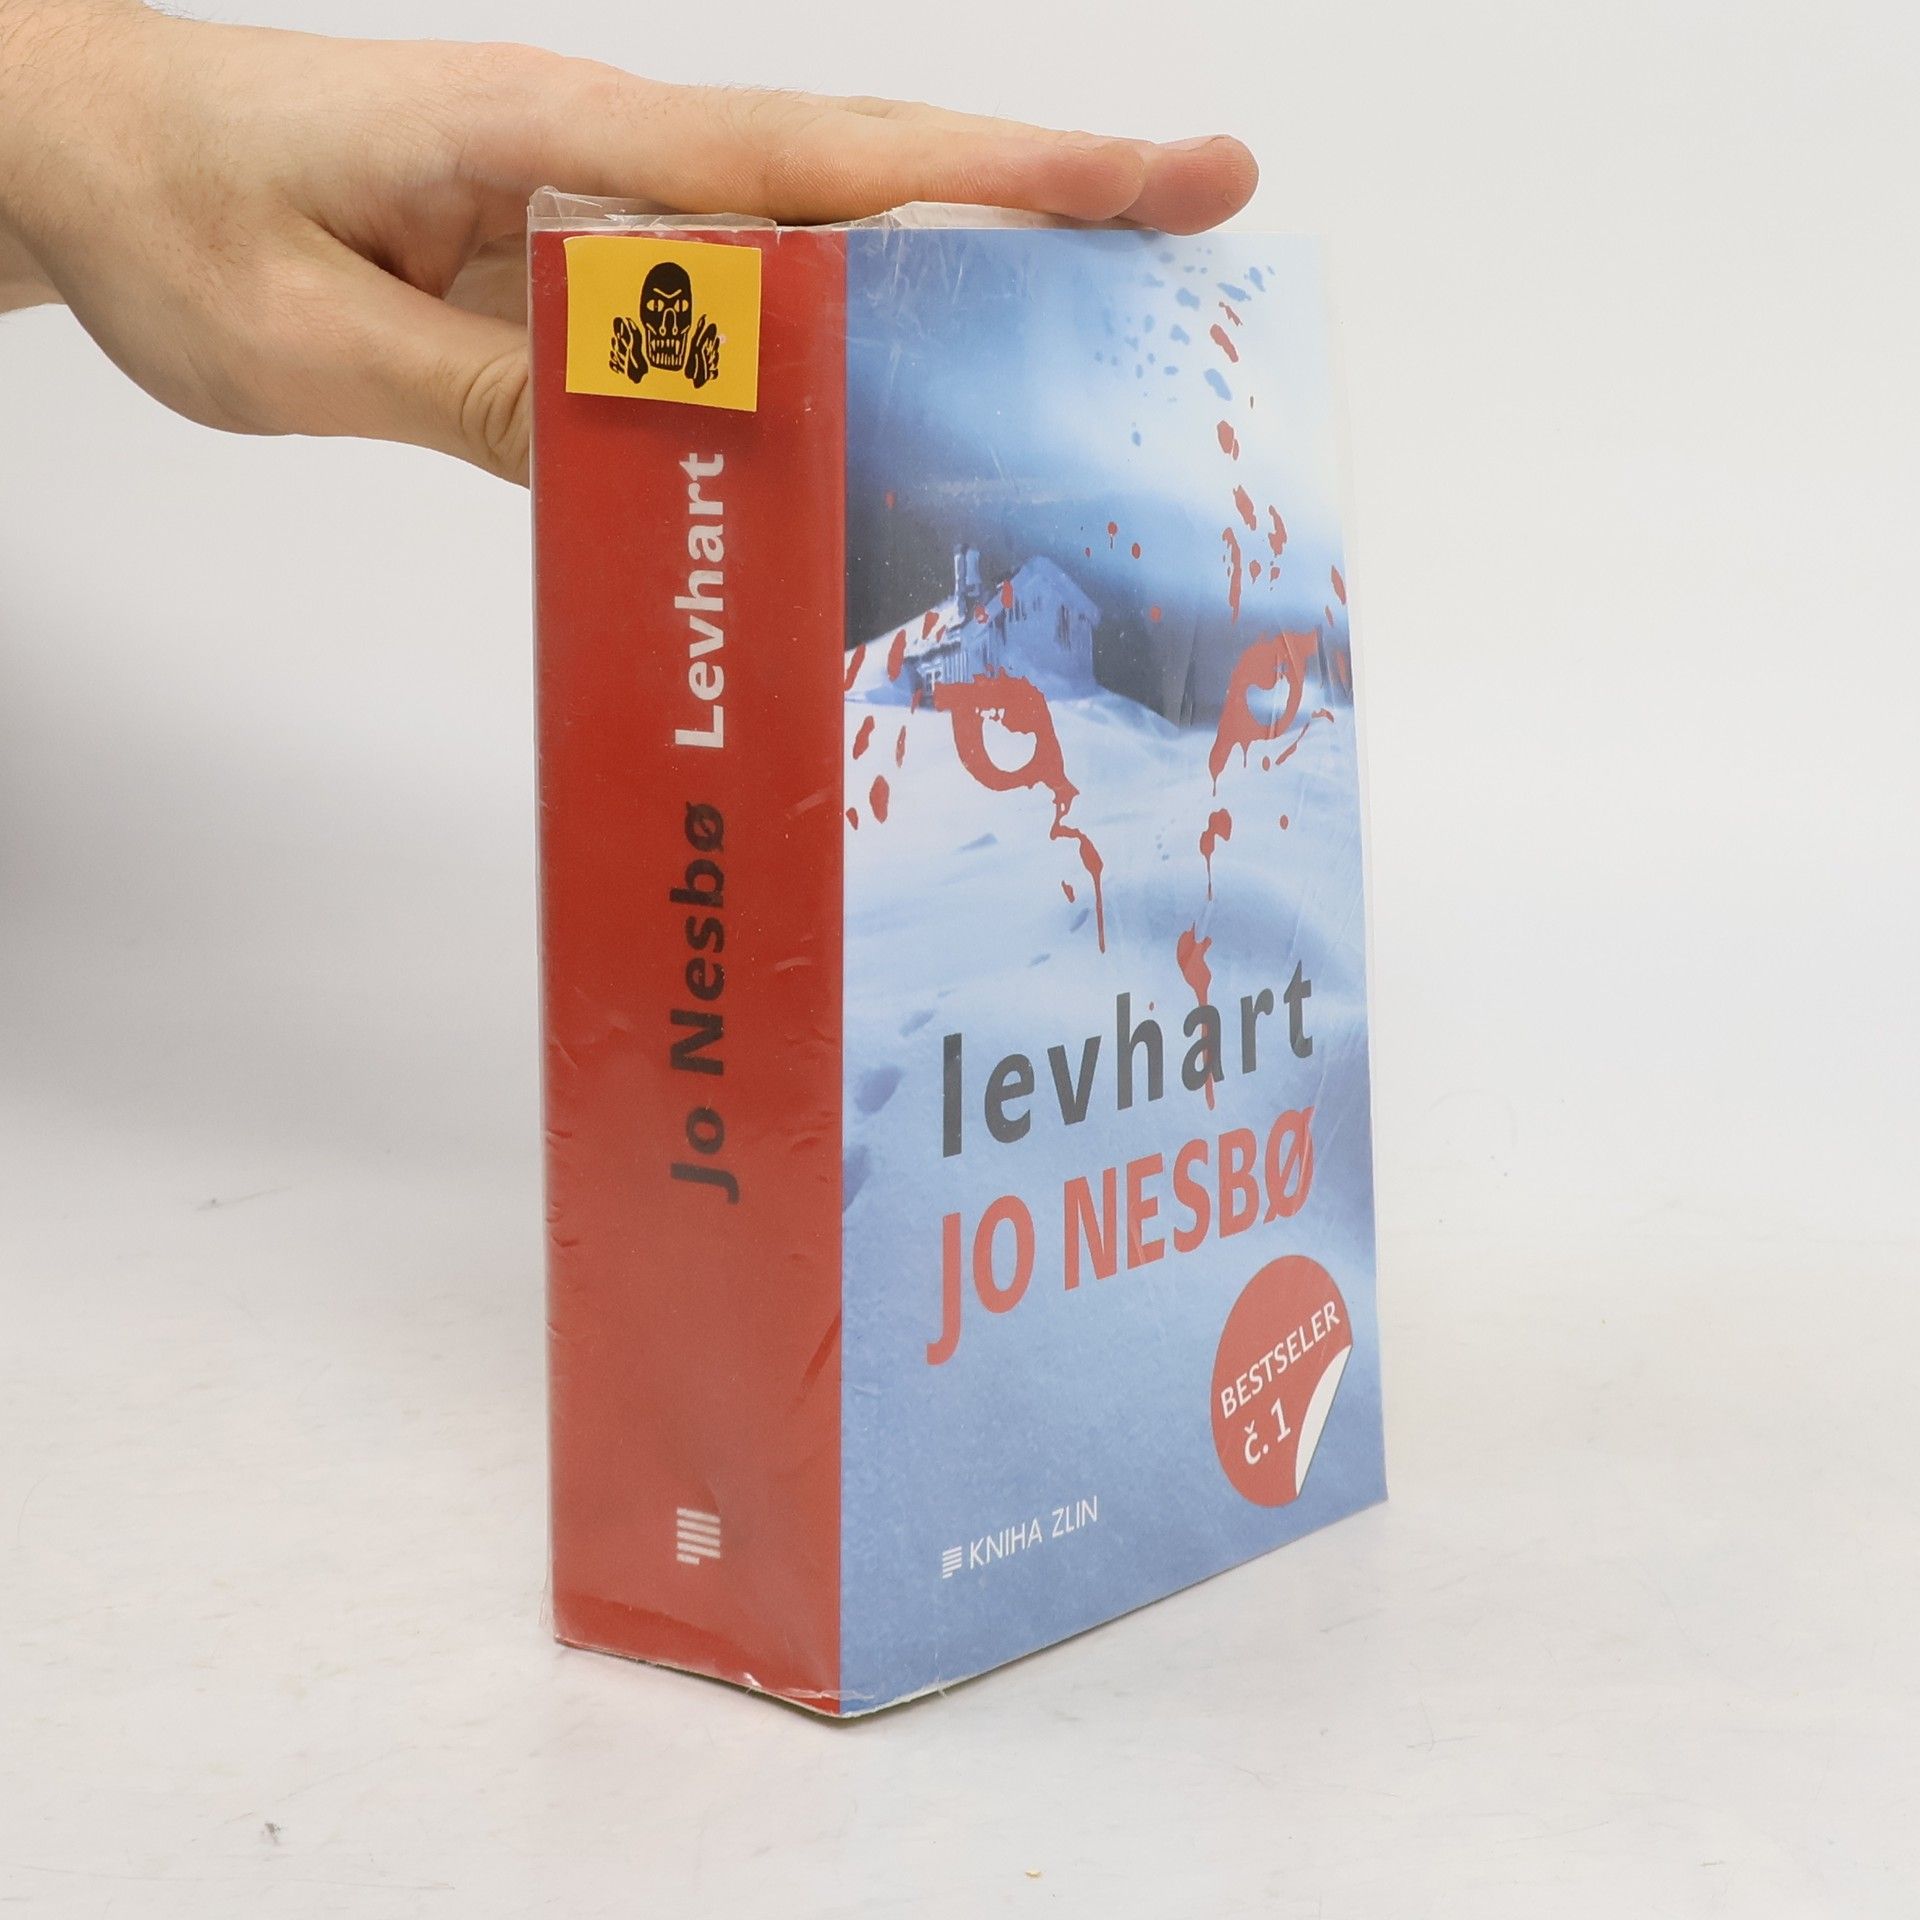 Jo Nesbø Levhart
levhart
JO NESBØ
BESTSELER
č. 1
KNIHA ZLIN